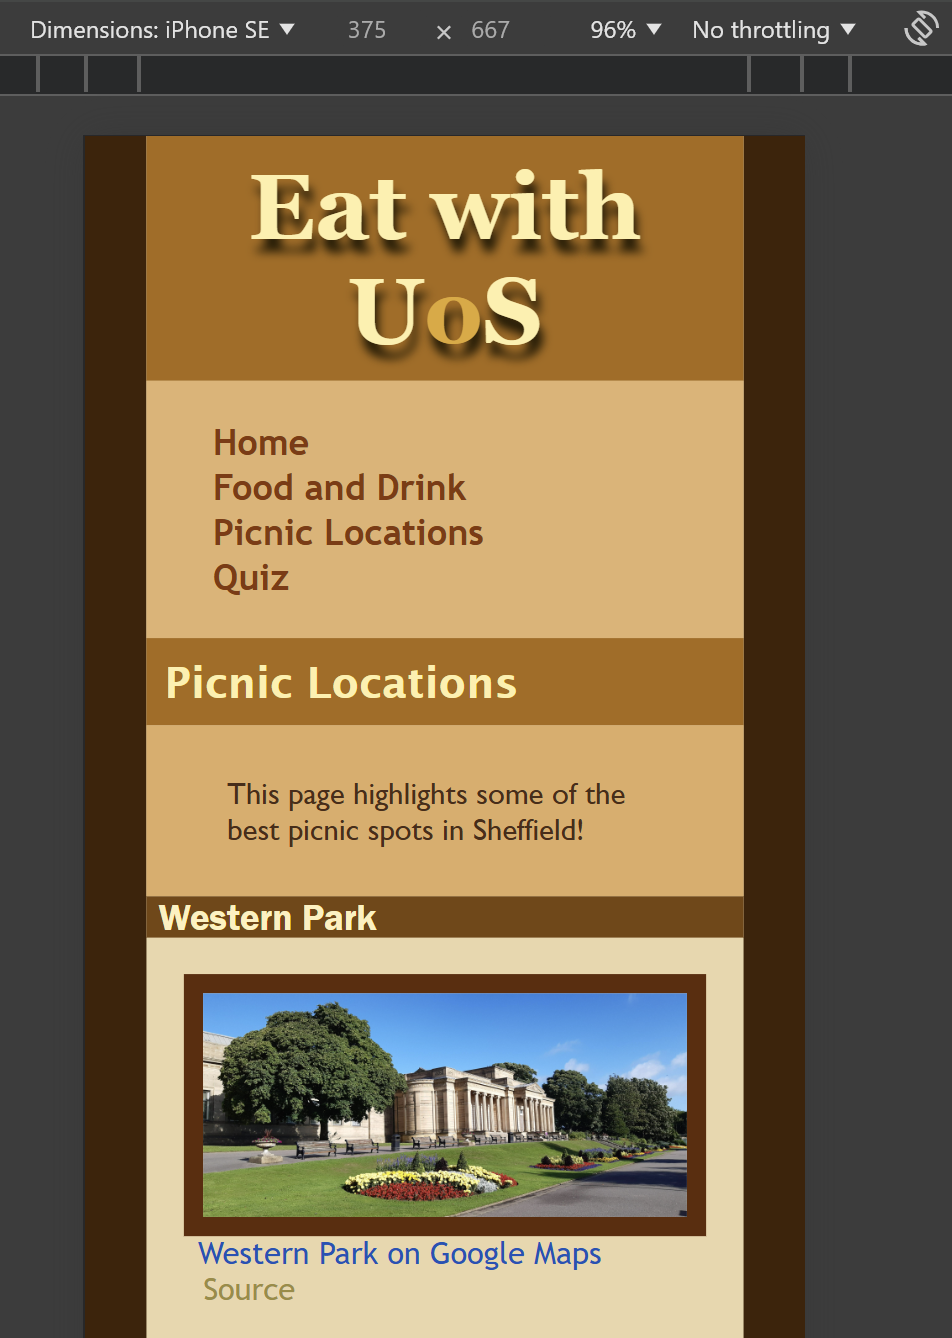 Dimensions: iPhone SE ▼ 375 × 667 96% ▼ No throttling ▼
Eat with
UoS
Home
Food and Drink
Picnic Locations
Quiz
Picnic Locations
This page highlights some of the
best picnic spots in Sheffield!
Western Park
Western Park on Google Maps
Source